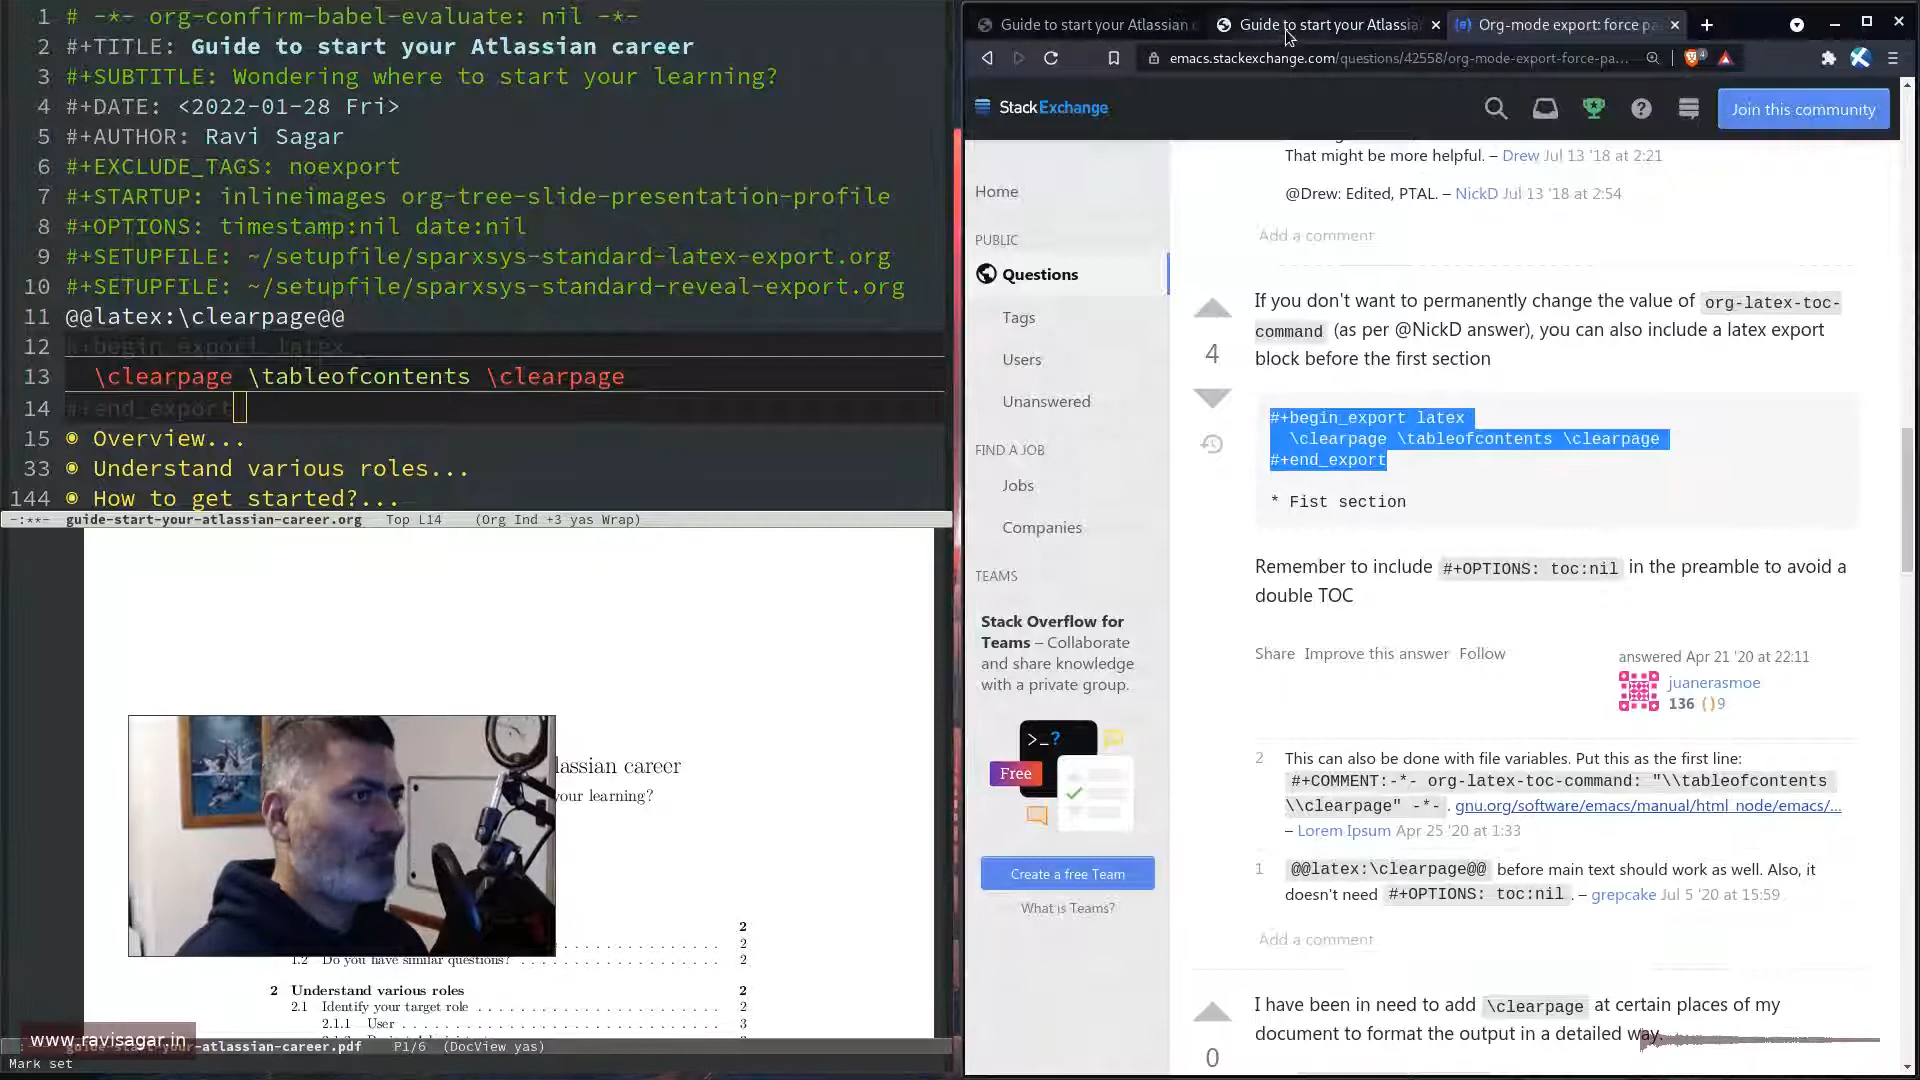 1 # -*- org-confirm-babel-evaluate: nil -*-
2 #+TITLE: Guide to start your Atlassian career
3 #+SUBTITLE: Wondering where to start your learning?
4 #+DATE: <2022-01-28 Fri>
5 #+AUTHOR: Ravi Sagar
6 #+EXCLUDE_TAGS: noexport
7 #+STARTUP: inlineimages org-tree-slide-presentation-profile
8 #+OPTIONS: timestamp:nil date:nil
9 #+SETUPFILE: ~/setupfile/sparxsys-standard-latex-export.org
10 #+SETUPFILE: ~/setupfile/sparxsys-standard-reveal-export.org
11 @@latex:\clearpage@@
12 #+begin_export latex
13 \clearpage \tableofcontents \clearpage
14 #+end_export
15 Overview...
33 Understand various roles...
144 How to get started?...
-:**- guide-start-your-atlassian-career.org Top L14 (Org Ind +3 yas Wrap)
lassian career
your learning?
2
2
1.2 Do you have similar questions? 2
2 Understand various roles 2
2.1 Identify your target role 2
2.1.1 User 3
www.ravisagar.in
-atlassian-career.pdf P1/6 (DocView yas)
Mark set
Guide to start your Atlassian
Guide to start your Atlassia
Org-mode export: force pa
emacs.stackexchange.com/questions/42558/org-mode-export-force-pa...
4
StackExchange
Join this community
Home
PUBLIC
Questions
Tags
Users
Unanswered
FIND A JOB
Jobs
Companies
TEAMS
Stack Overflow for
Teams – Collaborate
and share knowledge
with a private group.
>_?
Free
Create a free Team
What is Teams?
That might be more helpful. – Drew Jul 13 '18 at 2:21
@Drew: Edited, PTAL. – NickD Jul 13 '18 at 2:54
Add a comment
4
If you don't want to permanently change the value of org-latex-toc-
command (as per @NickD answer), you can also include a latex export
block before the first section
#+begin_export latex
\clearpage \tableofcontents \clearpage
#+end_export
* Fist section
Remember to include #+OPTIONS: toc:nil in the preamble to avoid a
double TOC
Share Improve this answer Follow
answered Apr 21 '20 at 22:11
juanerasmoe
136 9
2 This can also be done with file variables. Put this as the first line:
#+COMMENT:-*- org-latex-toc-command: "\\tableofcontents
\\clearpage" -*- . gnu.org/software/emacs/manual/html_node/emacs/...
– Lorem Ipsum Apr 25 '20 at 1:33
1 @@latex:\clearpage@@ before main text should work as well. Also, it
doesn't need #+OPTIONS: toc:nil . – grepcake Jul 5 '20 at 15:59
Add a comment
I have been in need to add \clearpage at certain places of my
document to format the output in a detailed way.
0